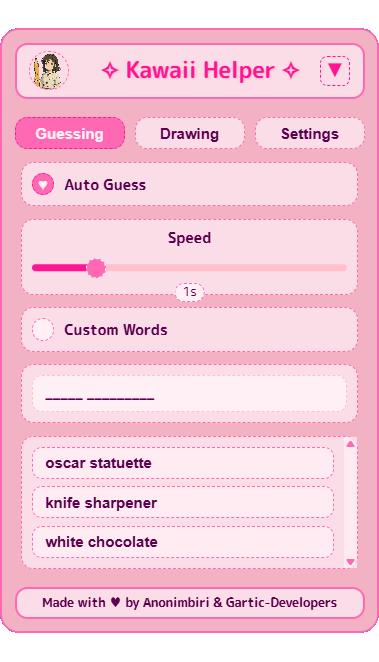 ✧ Kawaii Helper ✧ ▼
Guessing Drawing Settings
Auto Guess
Speed
1s
Custom Words
_____ _________
oscar statuette
knife sharpener
white chocolate
Made with ♥ by Anonimbiri & Gartic-Developers